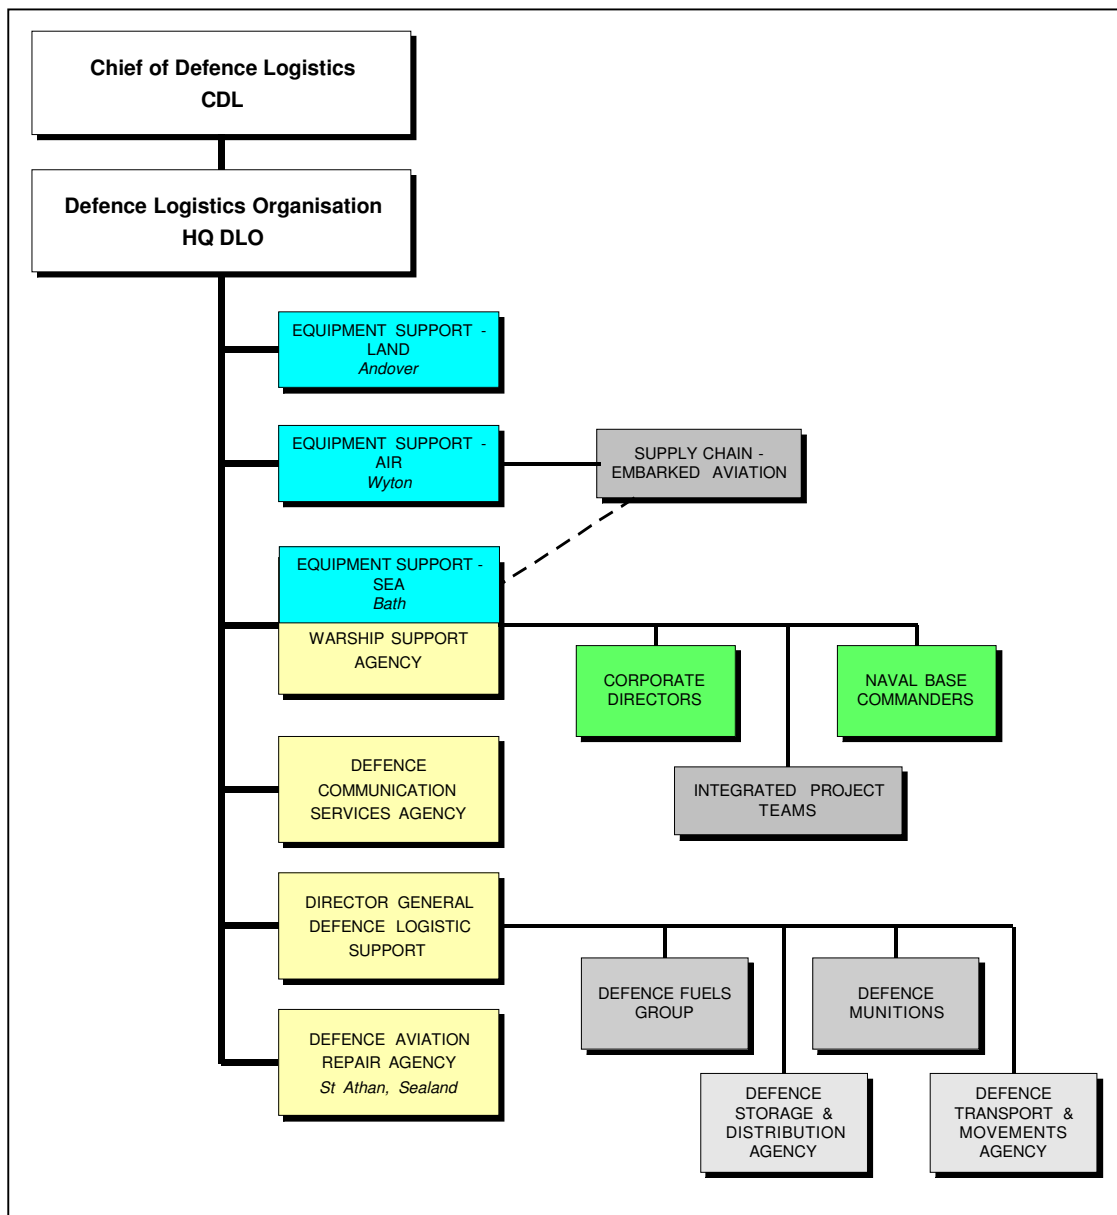 Chief of Defence Logistics
CDL
Defence Logistics Organisation
HQ DLO
EQUIPMENT SUPPORT -
LAND
Andover
EQUIPMENT SUPPORT -
AIR
Wyton
SUPPLY CHAIN -
EMBARKED AVIATION
EQUIPMENT SUPPORT -
SEA
Bath
WARSHIP SUPPORT
AGENCY
CORPORATE
DIRECTORS
NAVAL BASE
COMMANDERS
INTEGRATED PROJECT
TEAMS
DEFENCE
COMMUNICATION
SERVICES AGENCY
DIRECTOR GENERAL
DEFENCE LOGISTIC
SUPPORT
DEFENCE FUELS
GROUP
DEFENCE
MUNITIONS
DEFENCE AVIATION
REPAIR AGENCY
St Athan, Sealand
DEFENCE
STORAGE &
DISTRIBUTION
AGENCY
DEFENCE
TRANSPORT &
MOVEMENTS
AGENCY